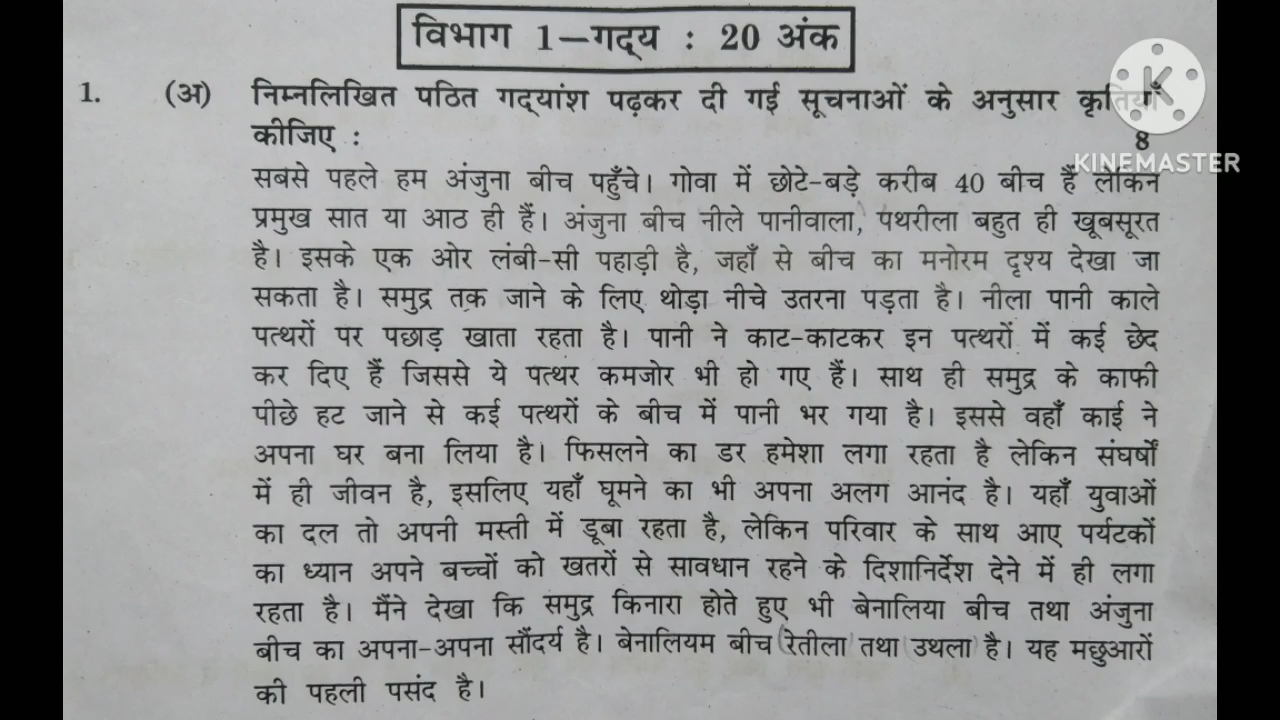 विभाग 1—गद्‌य : 20 अंक
1. (अ) निम्नलिखित पठित गद्‌यांश पढ़कर दी गई सूचनाओं के अनुसार कृतियाँ
कीजिए : 8
KINEMASTER
सबसे पहले हम अंजुना बीच पहुँचे। गोवा में छोटे-बड़े करीब 40 बीच हैं लेकिन
प्रमुख सात या आठ ही हैं। अंजुना बीच नीले पानीवाला, पथरीला बहुत ही खूबसूरत
है। इसके एक ओर लंबी-सी पहाड़ी है, जहाँ से बीच का मनोरम दृश्य देखा जा
सकता है। समुद्र तक जाने के लिए थोड़ा नीचे उतरना पड़ता है। नीला पानी काले
पत्थरों पर पछाड़ खाता रहता है। पानी ने काट-काटकर इन पत्थरों में कई छेद
कर दिए हैं जिससे ये पत्थर कमजोर भी हो गए हैं। साथ ही समुद्र के काफी
पीछे हट जाने से कई पत्थरों के बीच में पानी भर गया है। इससे वहाँ काई ने
अपना घर बना लिया है। फिसलने का डर हमेशा लगा रहता है लेकिन संघर्षों
में ही जीवन है, इसलिए यहाँ घूमने का भी अपना अलग आनंद है। यहाँ युवाओं
का दल तो अपनी मस्ती में डूबा रहता है, लेकिन परिवार के साथ आए पर्यटकों
का ध्यान अपने बच्चों को खतरों से सावधान रहने के दिशानिर्देश देने में ही लगा
रहता है। मैंने देखा कि समुद्र किनारा होते हुए भी बेनालिया बीच तथा अंजुना
बीच का अपना-अपना सौंदर्य है। बेनालियम बीच रेतीला तथा उथला है। यह मछुआरों
की पहली पसंद है।